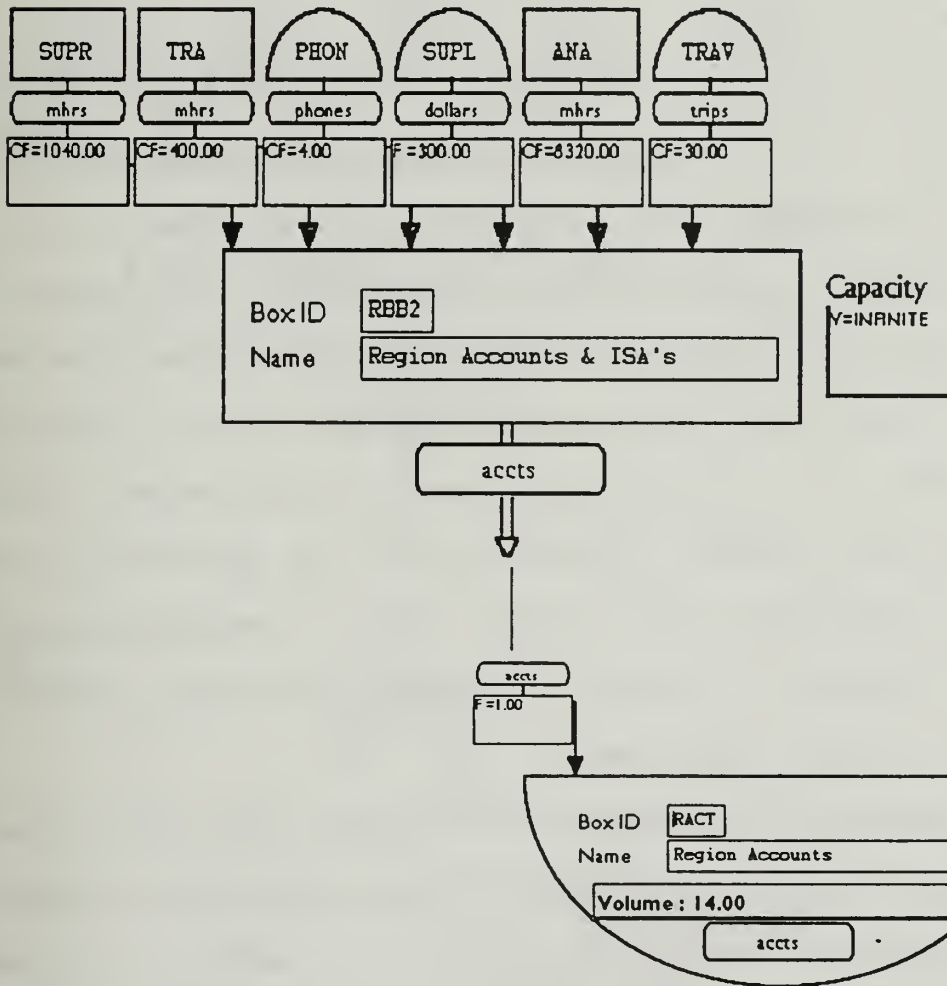 SUPR TRA PHON SUPL ANA TRAV
mhrs mhrs phones dollars mhrs trips
CF=1040.00 CF=400.00 CF=4.00 F =300.00 CF=8320.00 CF=30.00
Box ID RBB2
Name Region Accounts & ISA's
Capacity
Y=INFINITE
accts
accts
F =1.00
Box ID RACT
Name Region Accounts
Volume : 14.00
accts